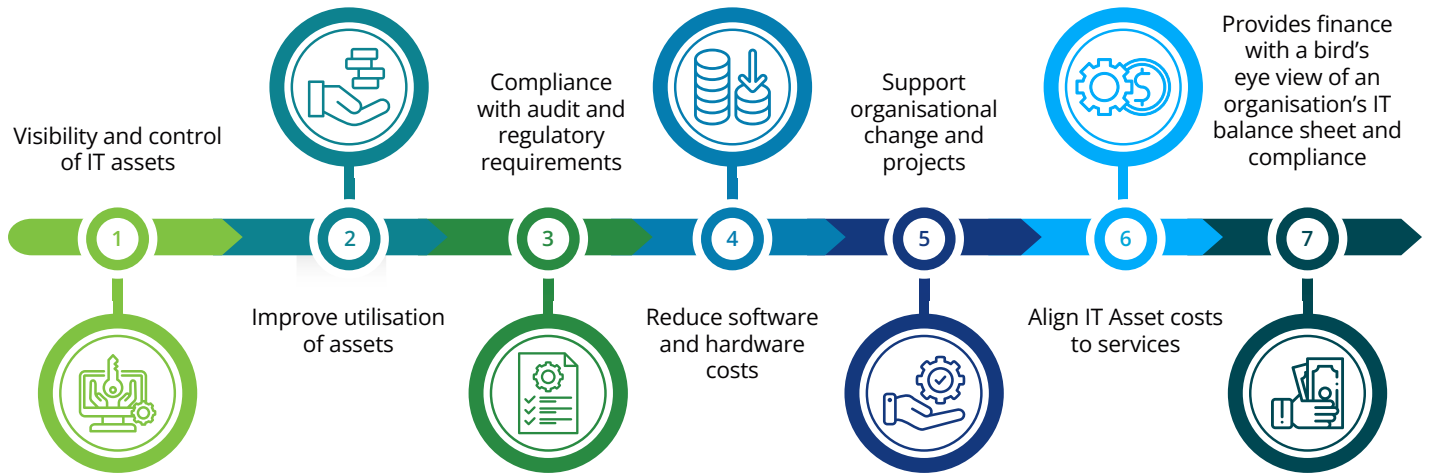 Visibility and control
of IT assets
1
2
Improve utilisation
of assets
Compliance
with audit and
regulatory
requirements
3
4
Reduce software
and hardware
costs
Support
organisational
change and
projects
5
$
6
Align IT Asset costs
to services
Provides finance
with a bird’s
eye view of an
organisation’s IT
balance sheet and
compliance
7